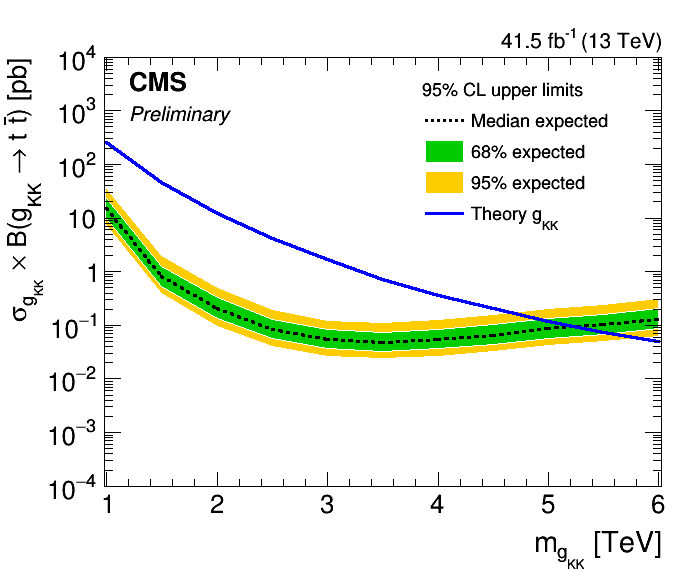 41.5 fb⁻¹ (13 TeV)
CMS
Preliminary
95% CL upper limits
Median expected
68% expected
95% expected
Theory g_KK
σ_g_KK × B(g_KK → t t̄) [pb]
10⁴
10³
10²
10
1
10⁻¹
10⁻²
10⁻³
10⁻⁴
1 2 3 4 5 6
m_g_KK [TeV]